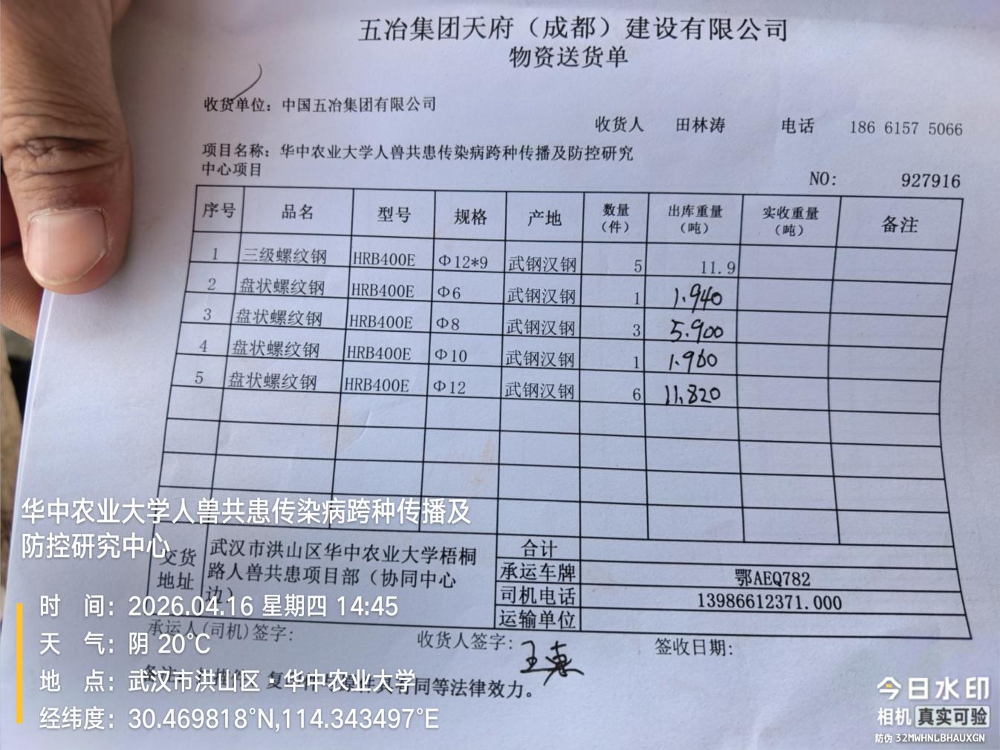 五冶集团天府（成都）建设有限公司
物资送货单
收货单位：中国五冶集团有限公司
收货人 田林涛 电话 186 6157 5066
项目名称：华中农业大学人兽共患传染病跨种传播及防控研究
中心项目
NO: 927916
序号 品名 型号 规格 产地 数量（件） 出库重量（吨） 实收重量（吨） 备注
1 三级螺纹钢 HRB400E Φ12*9 武钢汉钢 5 11.9
2 盘状螺纹钢 HRB400E Φ6 武钢汉钢 1 1.940
3 盘状螺纹钢 HRB400E Φ8 武钢汉钢 3 5.900
4 盘状螺纹钢 HRB400E Φ10 武钢汉钢 1 1.960
5 盘状螺纹钢 HRB400E Φ12 武钢汉钢 6 11.820
交货地址 武汉市洪山区华中农业大学梧桐
路人兽共患项目部（协同中心
边）
合计
承运车牌 鄂AEQ782
司机电话 13986612371.000
运输单位
承运人(司机)签字： 收货人签字：王惠 签收日期：
同等法律效力。
华中农业大学人兽共患传染病跨种传播及
防控研究中心
时 间：2026.04.16 星期四 14:45
天 气：阴 20°C
地 点：武汉市洪山区·华中农业大学
经纬度：30.469818°N,114.343497°E
今日水印
相机 真实可验
防伪 32MWHNLBHAUXGN